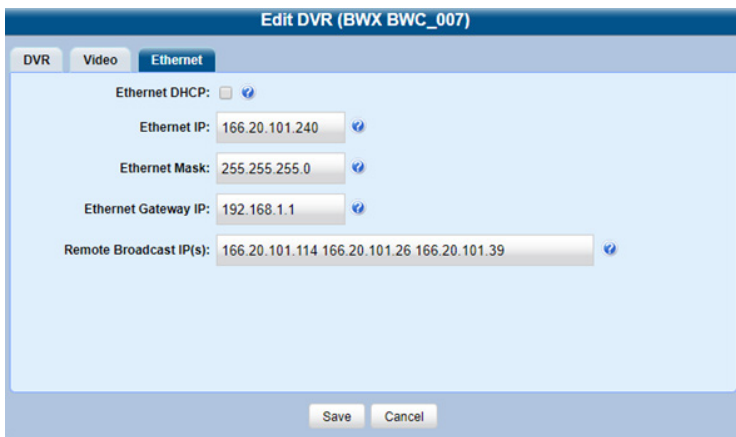 Edit DVR (BWX BWC_007)
DVR Video Ethernet
Ethernet DHCP:
Ethernet IP: 166.20.101.240
Ethernet Mask: 255.255.255.0
Ethernet Gateway IP: 192.168.1.1
Remote Broadcast IP(s): 166.20.101.114 166.20.101.26 166.20.101.39
Save Cancel